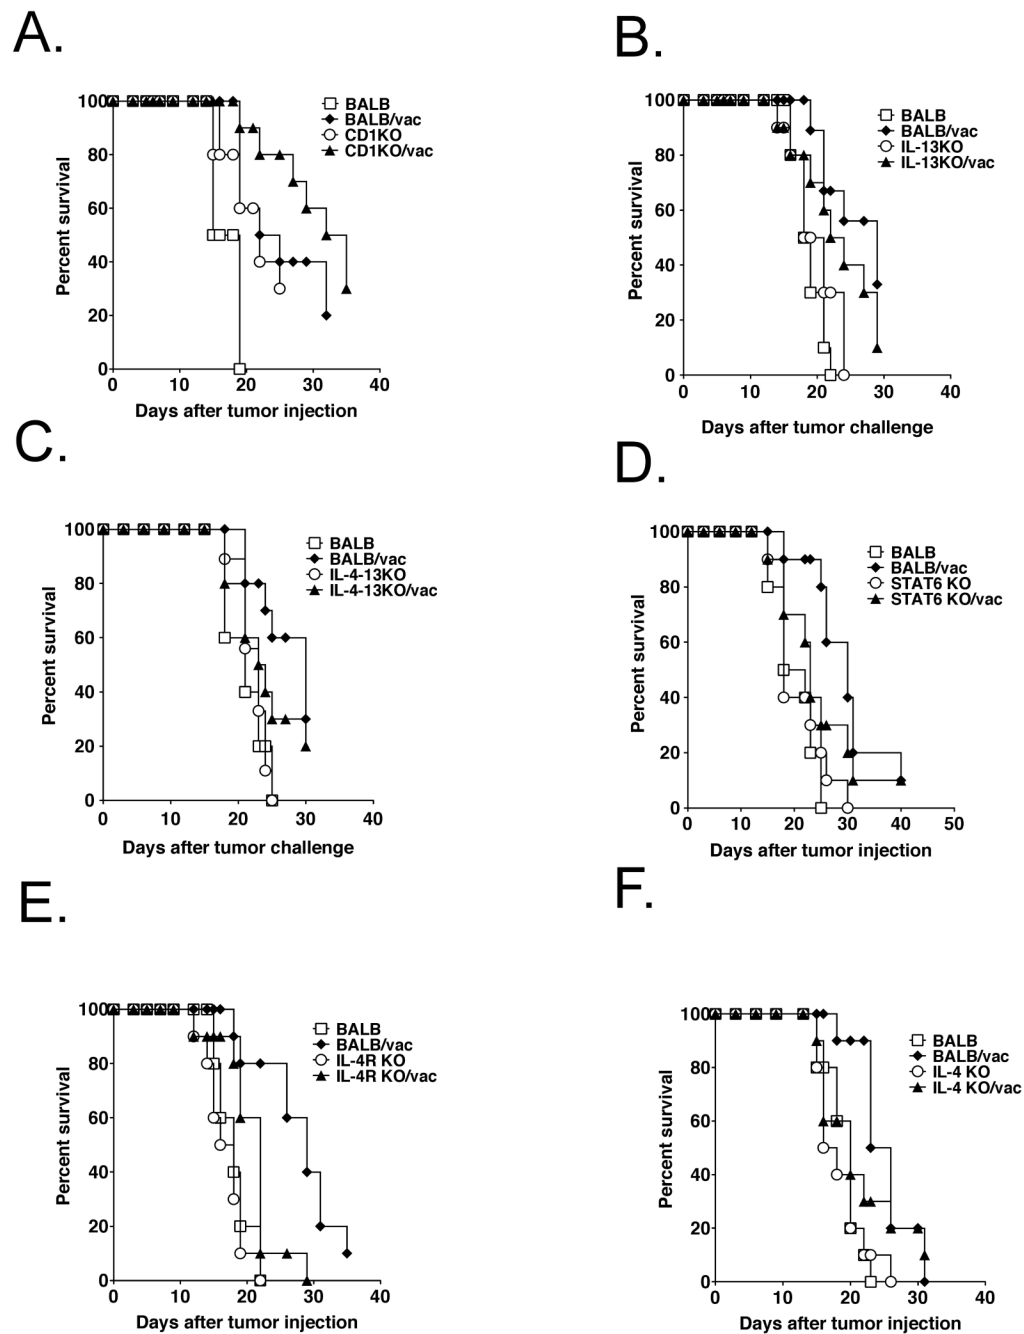 A.
100
80
60
40
20
0
0 10 20 30 40
Percent survival
Days after tumor injection
BALB
BALB/vac
CD1KO
CD1KO/vac
B.
100
80
60
40
20
0
0 10 20 30 40
Percent survival
Days after tumor challenge
BALB
BALB/vac
IL-13KO
IL-13KO/vac
C.
100
80
60
40
20
0
0 10 20 30 40
Percent survival
Days after tumor challenge
BALB
BALB/vac
IL-4-13KO
IL-4-13KO/vac
D.
100
80
60
40
20
0
0 10 20 30 40 50
Percent survival
Days after tumor injection
BALB
BALB/vac
STAT6 KO
STAT6 KO/vac
E.
100
80
60
40
20
0
0 10 20 30 40
Percent survival
Days after tumor injection
BALB
BALB/vac
IL-4R KO
IL-4R KO/vac
F.
100
80
60
40
20
0
0 10 20 30 40
Percent survival
Days after tumor injection
BALB
BALB/vac
IL-4 KO
IL-4 KO/vac